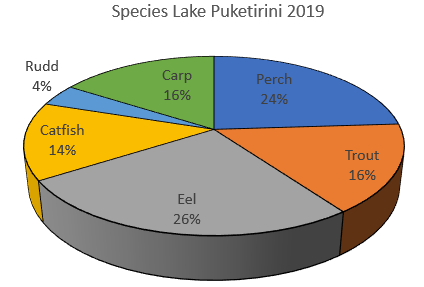 Species Lake Puketirini 2019
Perch
24%
Trout
16%
Eel
26%
Catfish
14%
Rudd
4%
Carp
16%